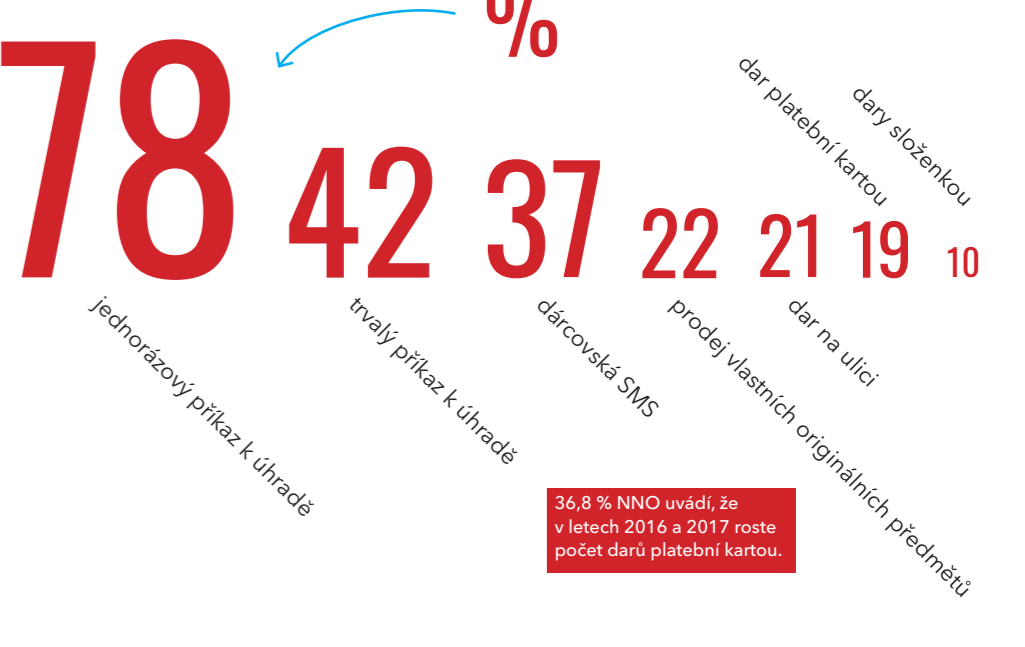 %
dar platební kartou
dary složenkou
78
42
37
22
21
19
10
jednorázový příkaz k úhradě
trvalý příkaz k úhradě
dárcovská SMS
prodej vlastních originálních předmětů
dar na ulici
36,8 % NNO uvádí, že
v letech 2016 a 2017 roste
počet darů platební kartou.